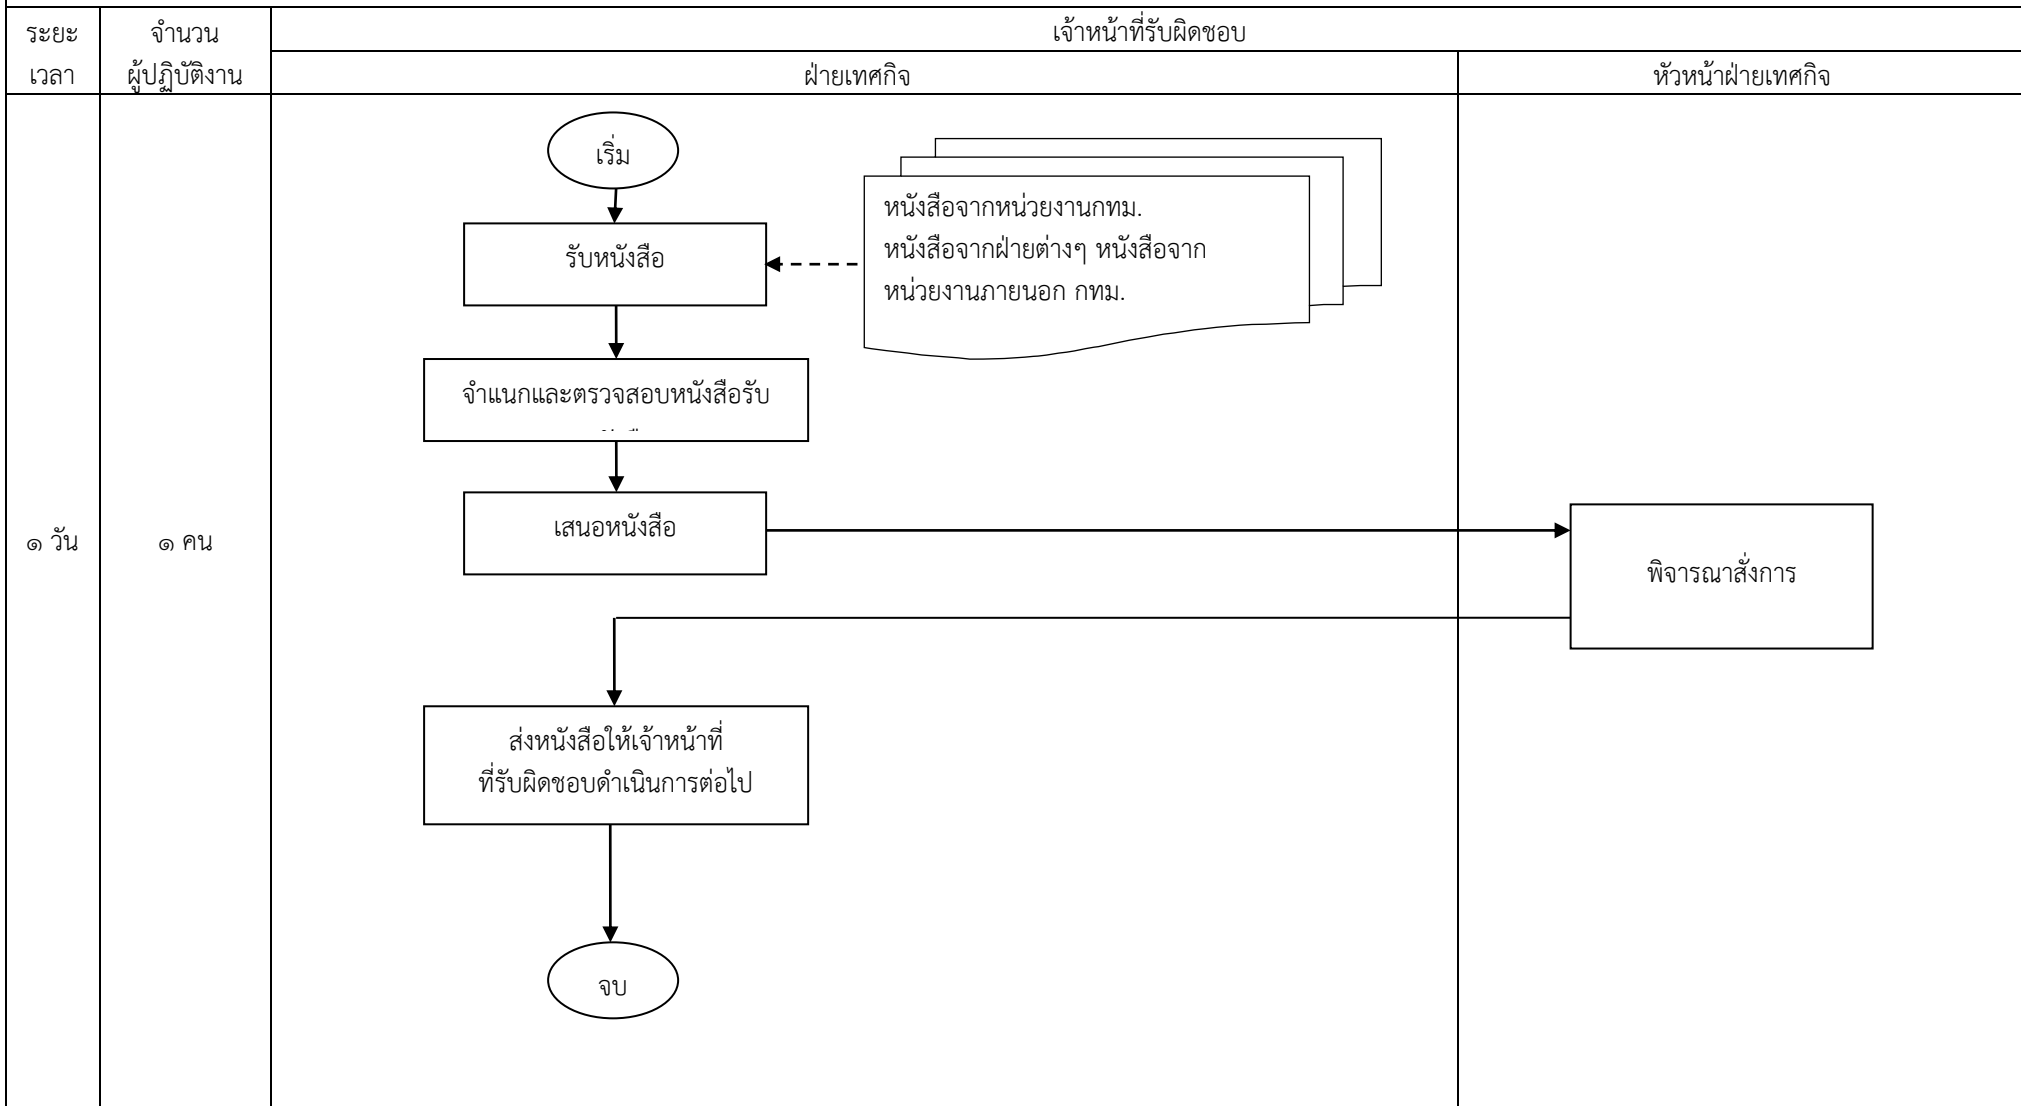 ระยะ
เวลา
จำนวน
ผู้ปฏิบัติงาน
เจ้าหน้าที่รับผิดชอบ
ฝ่ายเทศกิจ
หัวหน้าฝ่ายเทศกิจ
เริ่ม
หนังสือจากหน่วยงานกทม.
หนังสือจากฝ่ายต่างๆ หนังสือจาก
หน่วยงานภายนอก กทม.
รับหนังสือ
จำแนกและตรวจสอบหนังสือรับ
เสนอหนังสือ
๑ วัน
๑ คน
พิจารณาสั่งการ
ส่งหนังสือให้เจ้าหน้าที่
ที่รับผิดชอบดำเนินการต่อไป
จบ